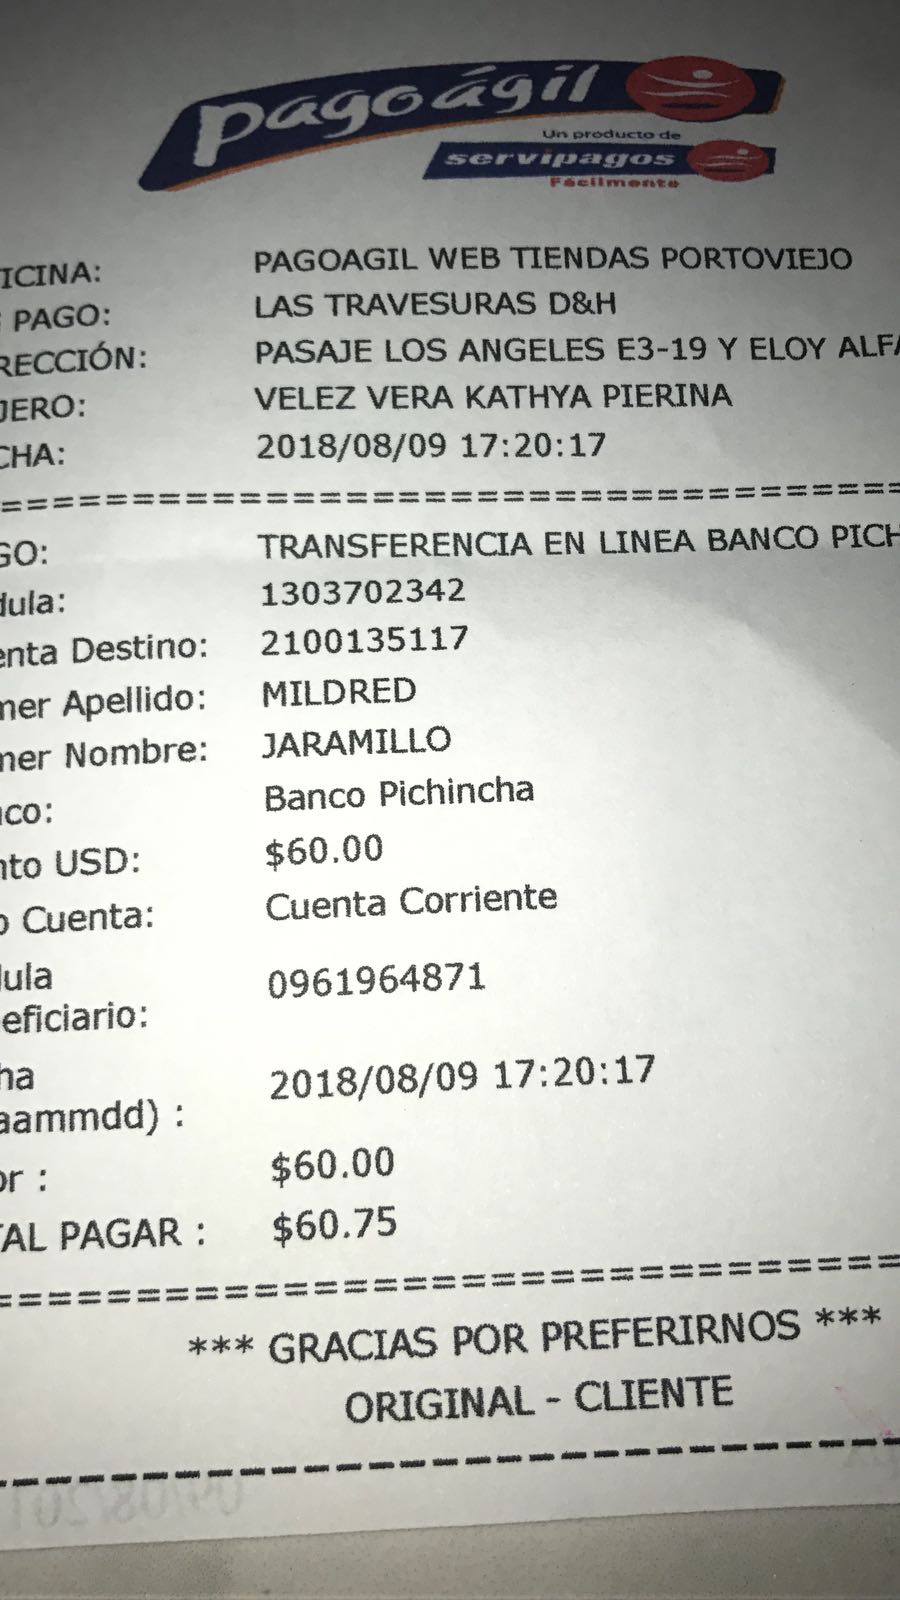 pagoágil
Un producto de
servipagos
Fácilmente
ICINA: PAGOAGIL WEB TIENDAS PORTOVIEJO
PAGO: LAS TRAVESURAS D&H
RECCIÓN: PASAJE LOS ANGELES E3-19 Y ELOY ALFA
JERO: VELEZ VERA KATHYA PIERINA
CHA: 2018/08/09 17:20:17
GO: TRANSFERENCIA EN LINEA BANCO PICH
dula: 1303702342
enta Destino: 2100135117
mer Apellido: MILDRED
mer Nombre: JARAMILLO
nco: Banco Pichincha
nto USD: $60.00
o Cuenta: Cuenta Corriente
dula
eficiario: 0961964871
ha
aammdd) : 2018/08/09 17:20:17
or : $60.00
TAL PAGAR : $60.75
*** GRACIAS POR PREFERIRNOS ***
ORIGINAL - CLIENTE